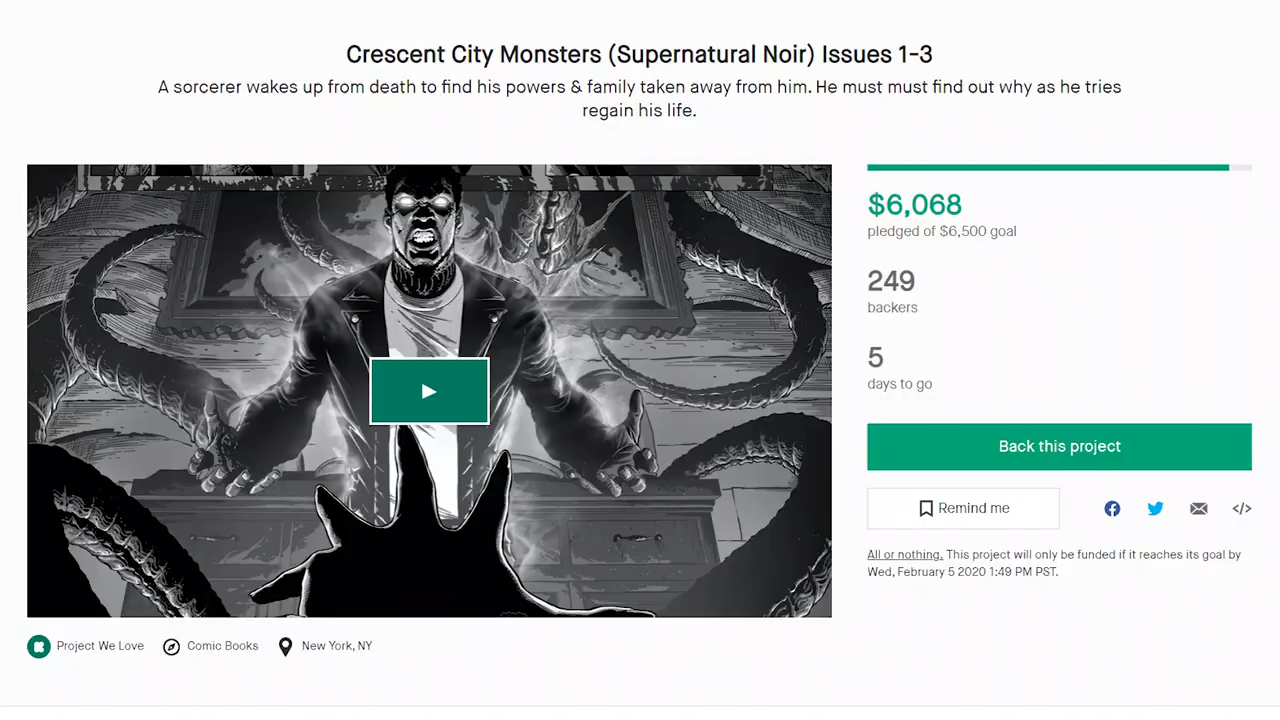 Crescent City Monsters (Supernatural Noir) Issues 1-3
A sorcerer wakes up from death to find his powers & family taken away from him. He must must find out why as he tries
regain his life.
$6,068
pledged of $6,500 goal
249
backers
5
days to go
Back this project
Remind me
</>
All or nothing. This project will only be funded if it reaches its goal by
Wed, February 5 2020 1:49 PM PST.
Project We Love
Comic Books
New York, NY